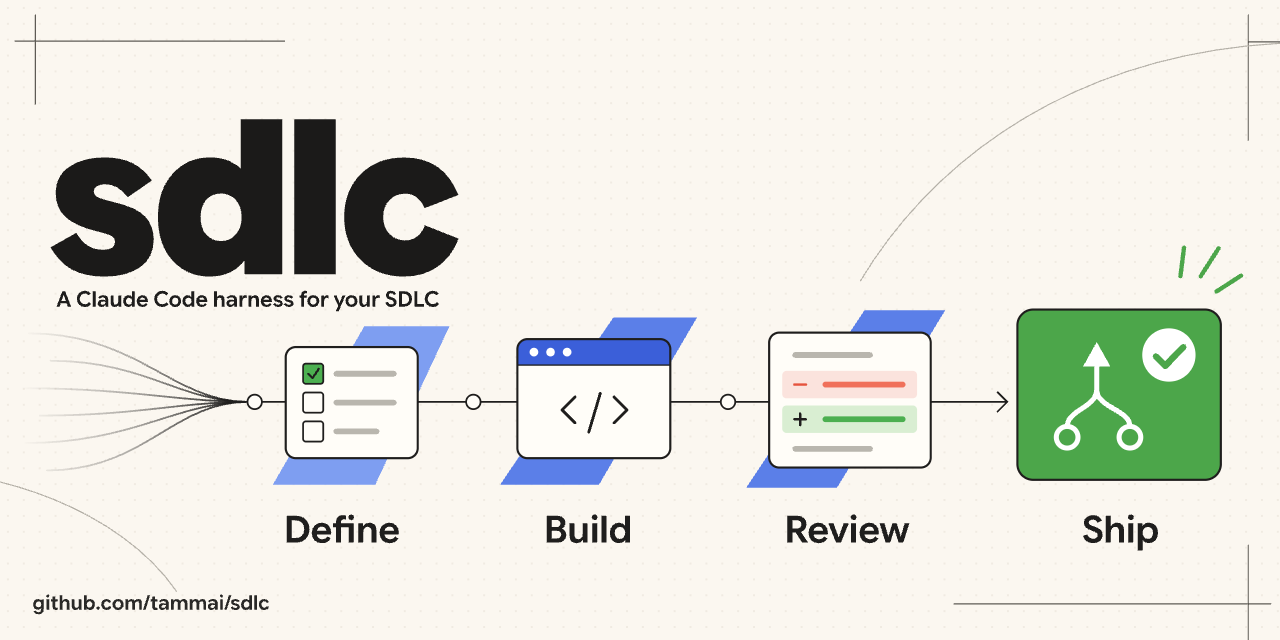 sdlc
A Claude Code harness for your SDLC
</>
− 
+
Define
Build
Review
Ship
github.com/tammai/sdlc